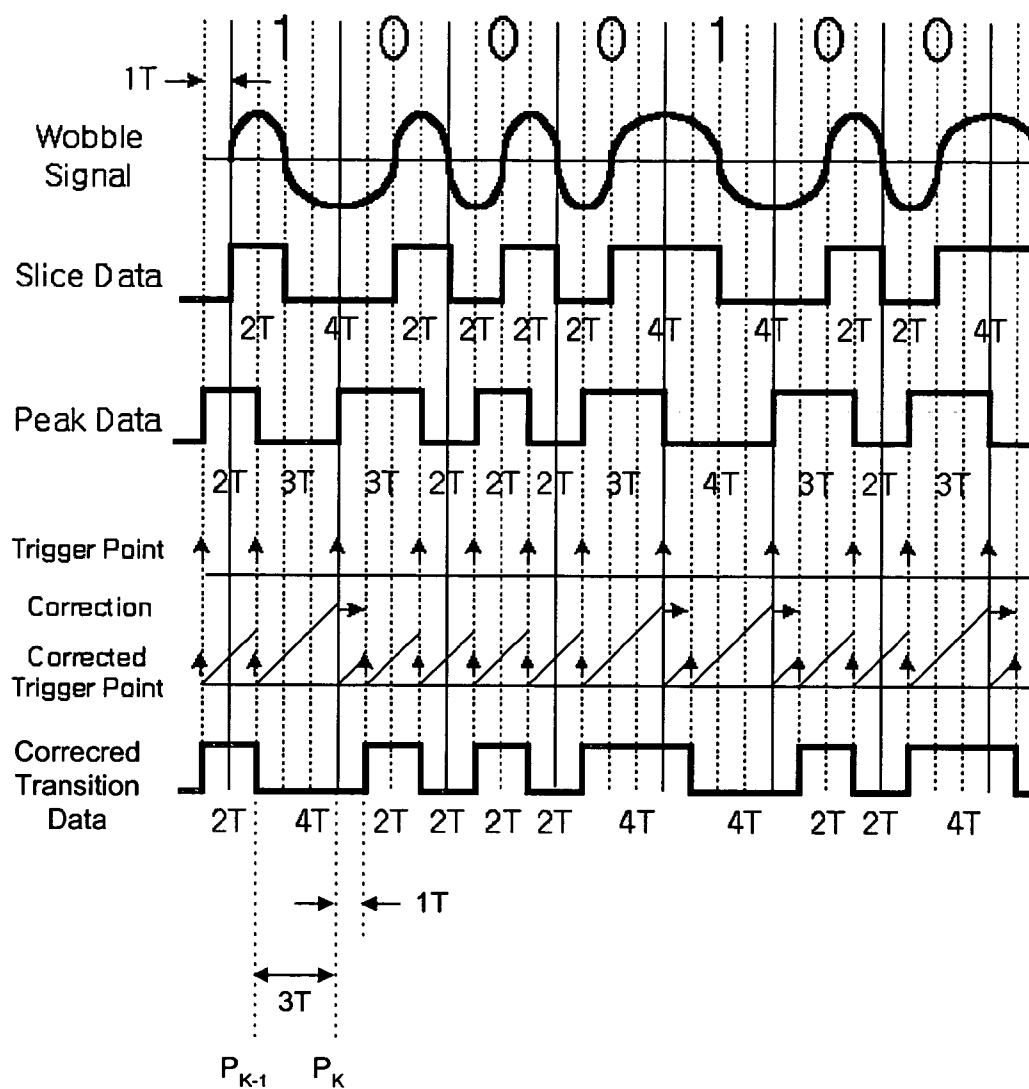 1 0 0 0 1 0 0
1T
Wobble
Signal
Slice Data
2T 4T 2T 2T 2T 2T 4T 4T 2T 2T 4T
Peak Data
2T 3T 3T 2T 2T 2T 3T 4T 3T 2T 3T
Trigger Point
Correction
Corrected
Trigger Point
Correcred
Transition
Data
2T 4T 2T 2T 2T 2T 4T 4T 2T 2T 4T
1T
3T
PK-1 PK